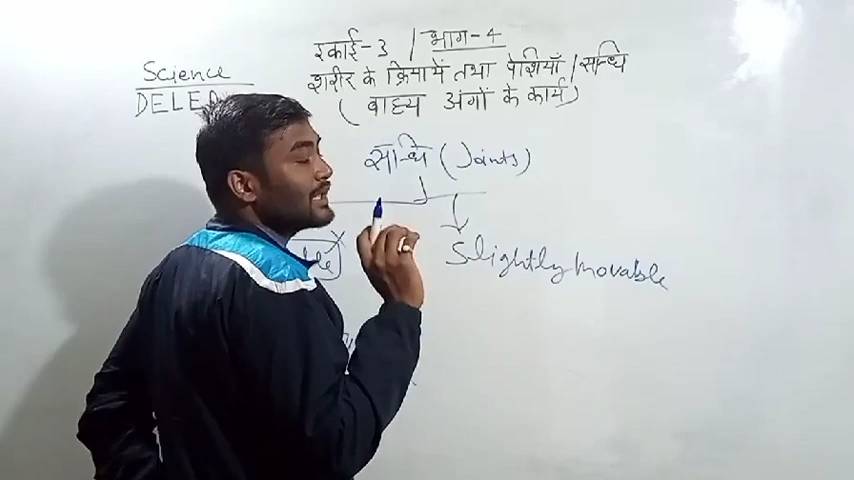 इकाई-3 / भाग-4
Science
शरीर के क्रियायें तथा पेशियाँ / सन्धि
DELED
( वाह्य अंगों के कार्य )
सन्धि (Joints)
Slightly movable